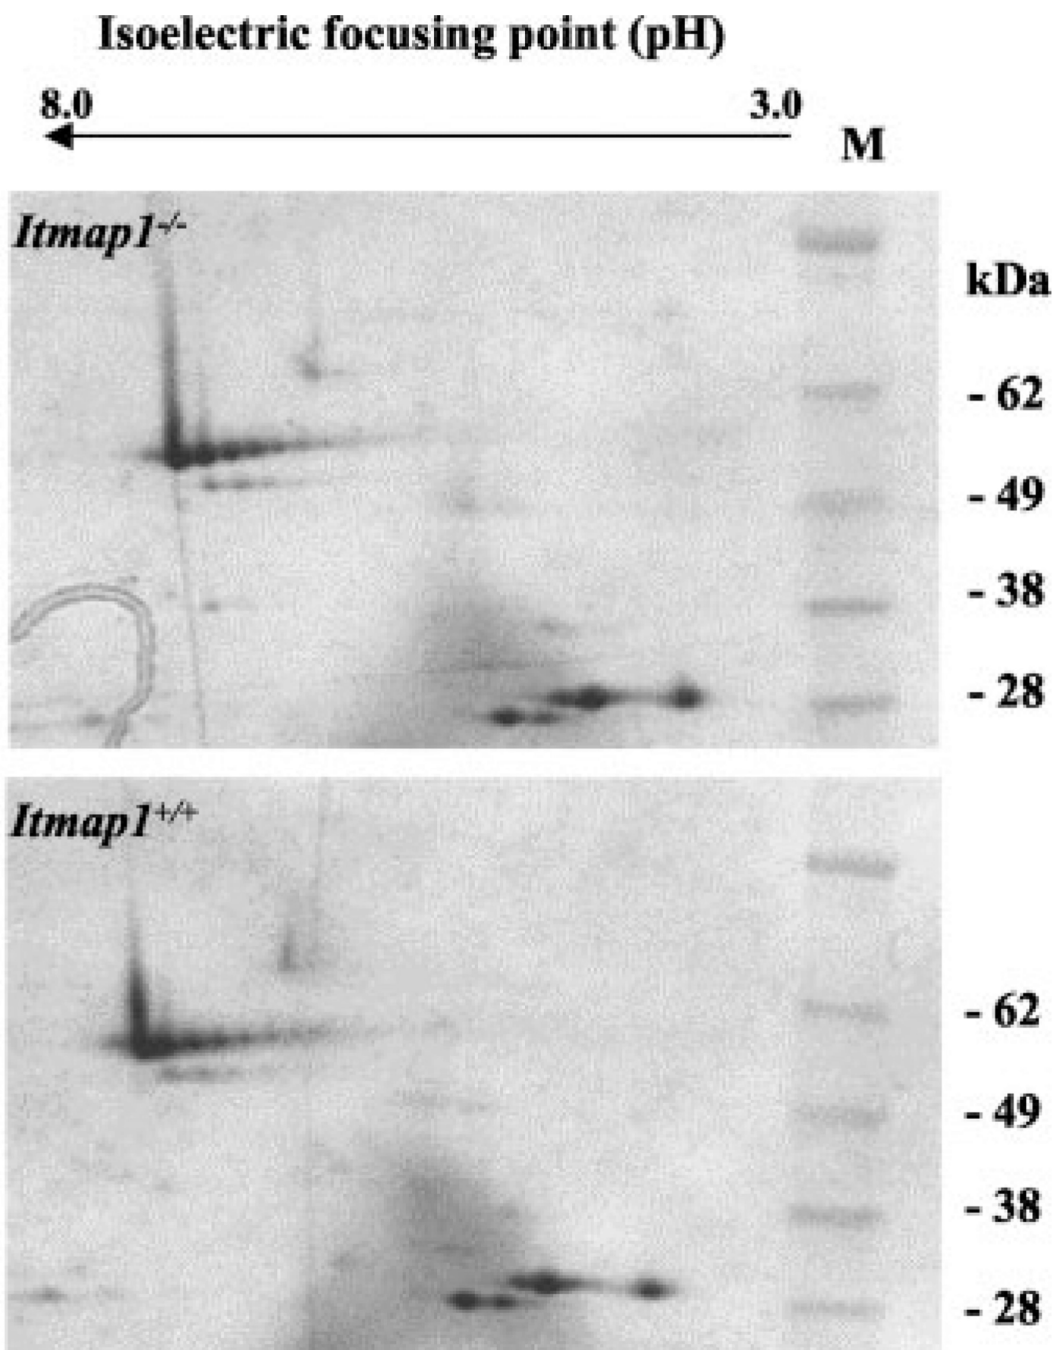 Isoelectric focusing point (pH)
8.0 3.0
M
Itmap1-/-
kDa
- 62
- 49
- 38
- 28
Itmap1+/+
- 62
- 49
- 38
- 28